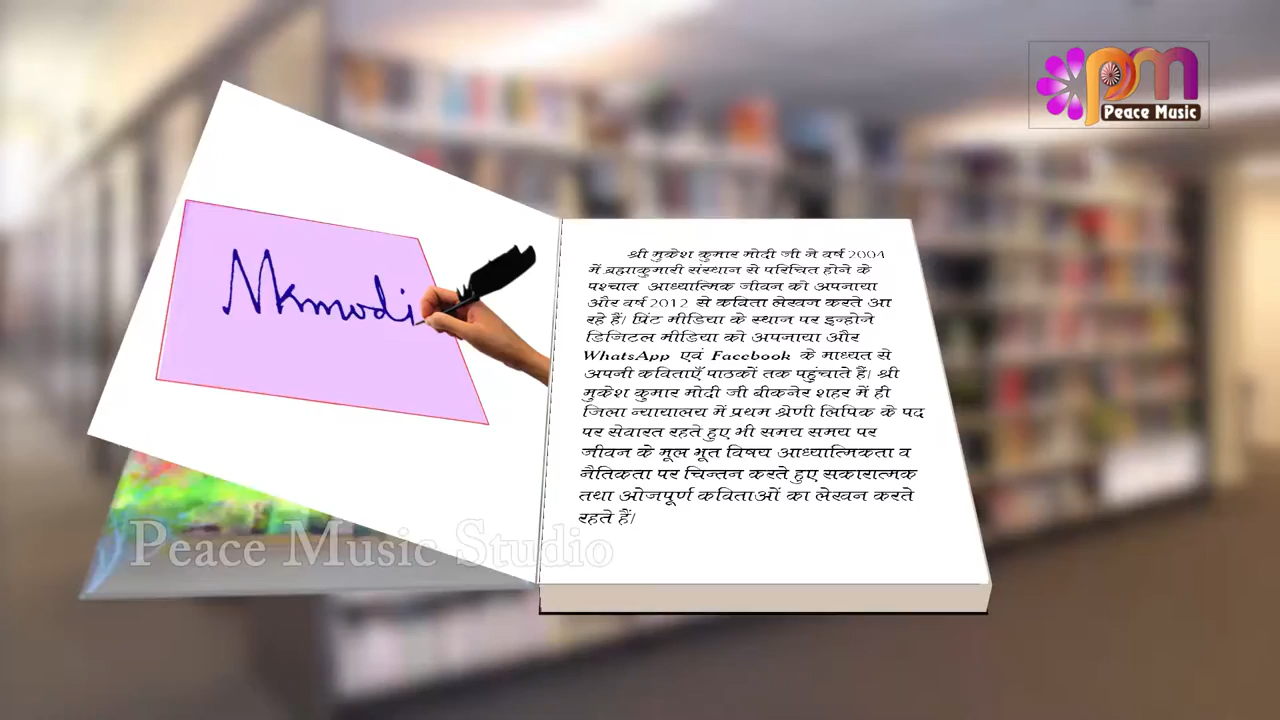 pm
Peace Music
Mkmodi
श्री मुकेश कुमार मोदी जी ने वर्ष 2004
में ब्रह्माकुमारी संस्थान से परिचित होने के
पश्चात आध्यात्मिक जीवन को अपनाया
और वर्ष 2012 से कविता लेखन करते आ
रहे हैं। प्रिंट मीडिया के स्थान पर इन्होने
डिजिटल मीडिया को अपनाया और
WhatsApp एवं Facebook के माध्यत से
अपनी कविताएँ पाठकों तक पहुंचाते हैं। श्री
मुकेश कुमार मोदी जी बीकनेर शहर में ही
जिला न्यायालय में प्रथम श्रेणी लिपिक के पद
पर सेवारत रहते हुए भी समय समय पर
जीवन के मूल भूत विषय आध्यात्मिकता व
नैतिकता पर चिन्तन करते हुए सकारात्मक
तथा ओजपूर्ण कविताओं का लेखन करते
रहते हैं।
Peace Music Studio